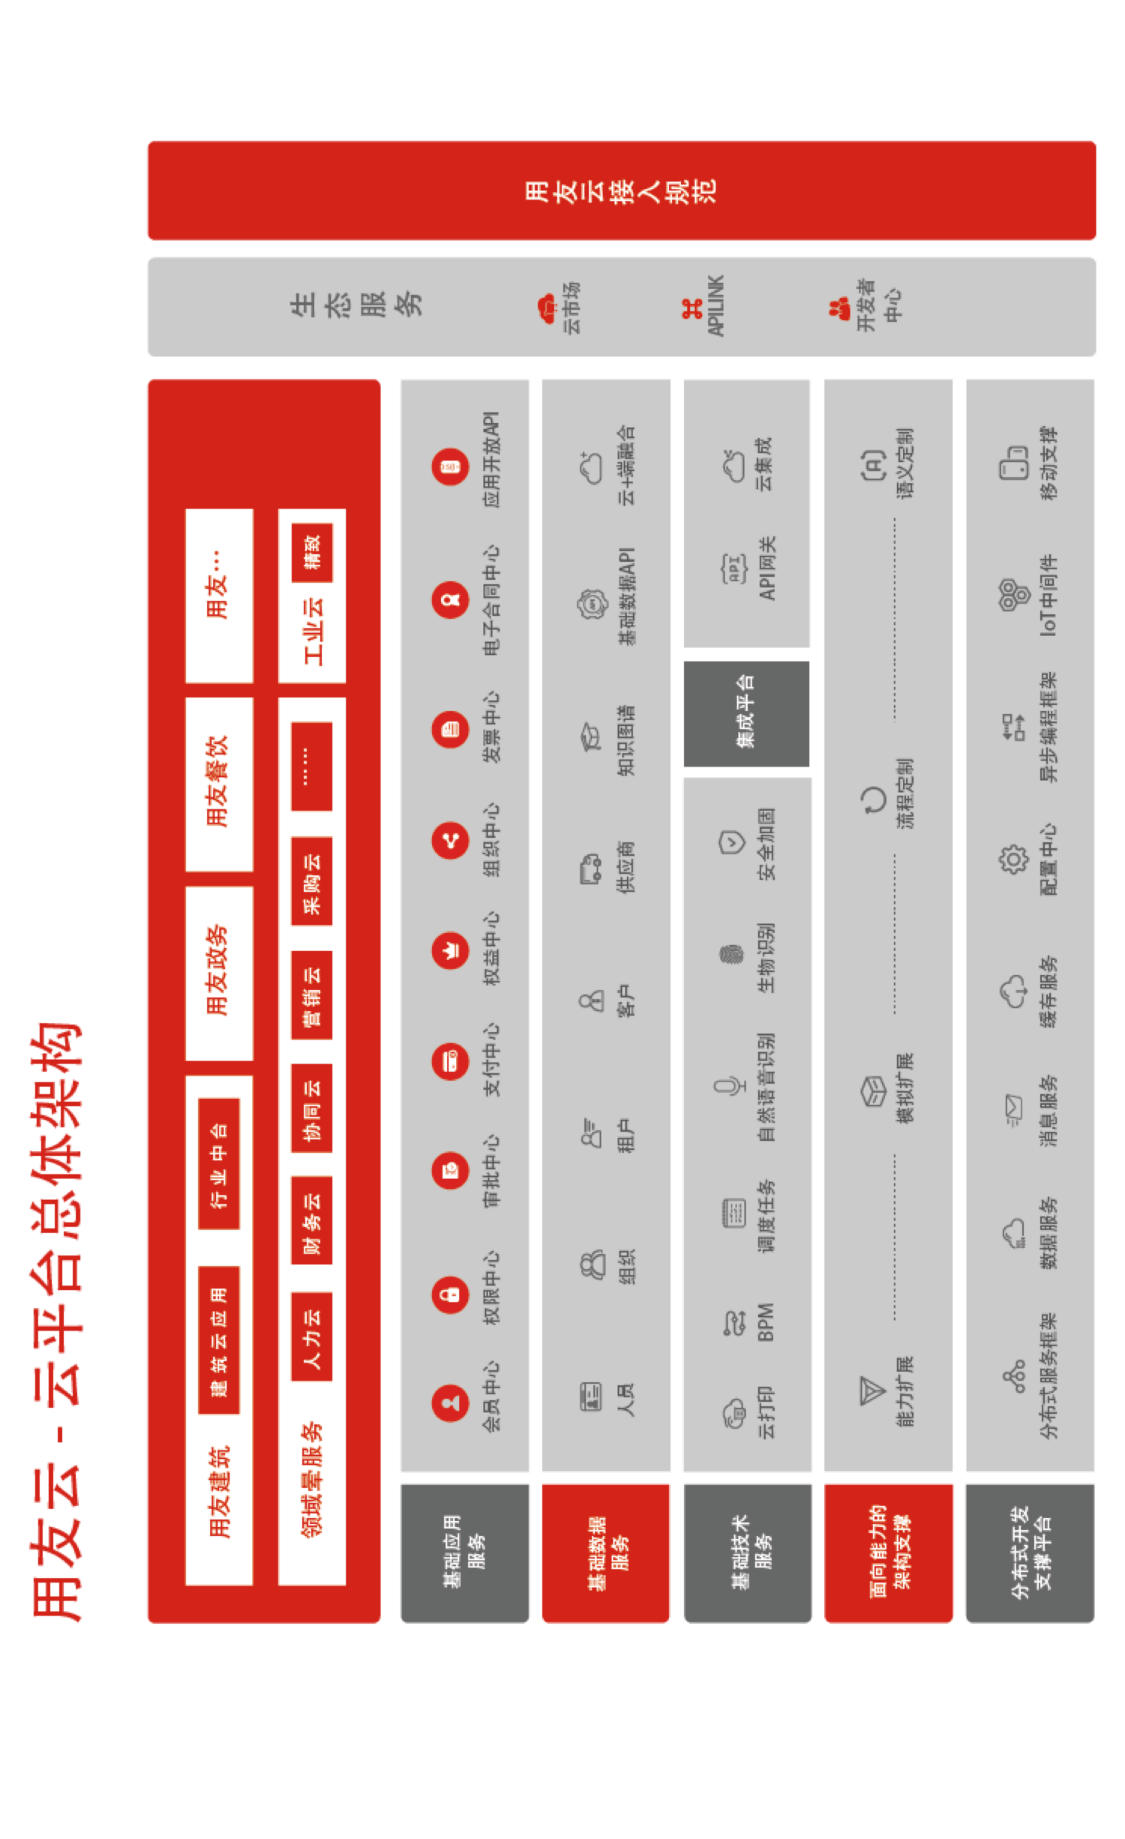 用友云 - 云平台总体架构
用友建筑
建筑云应用
行业中台
用友政务
用友餐饮
用友…
领域晕服务
人力云
财务云
协同云
营销云
采购云
……
工业云
精致
基础应用
服务
会员中心
权限中心
审批中心
支付中心
权益中心
组织中心
发票中心
电子合同中心
应用开放API
基础数据
服务
人员
组织
租户
客户
供应商
知识图谱
基础数据API
云+端融合
基础技术
服务
云打印
BPM
调度任务
自然语音识别
生物识别
安全加固
集成平台
API
API网关
云集成
面向能力的
架构支撑
能力扩展
模拟扩展
流程定制
语义定制
分布式开发
支撑平台
分布式服务框架
数据服务
消息服务
缓存服务
配置中心
异步编程框架
IoT中间件
移动支撑
生态服务
云市场
APILINK
开发者
中心
用友云接入规范